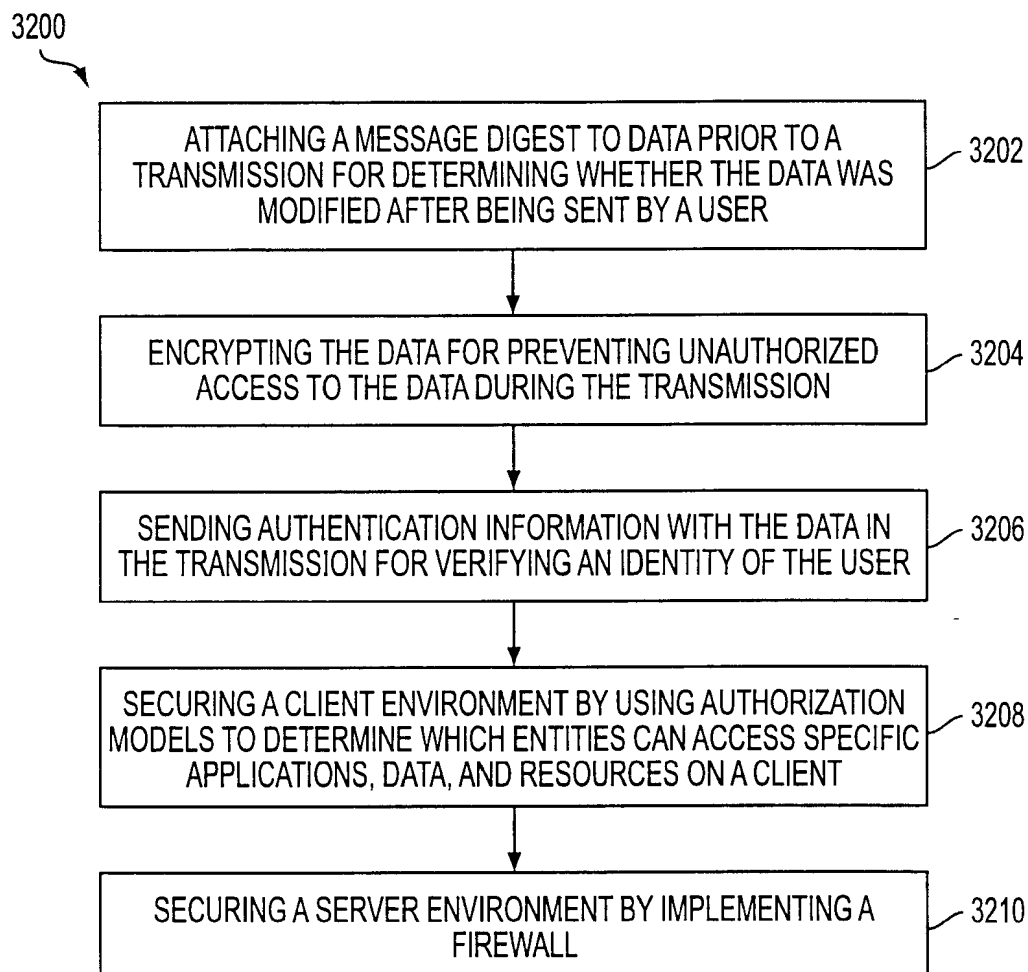 3200
ATTACHING A MESSAGE DIGEST TO DATA PRIOR TO A
TRANSMISSION FOR DETERMINING WHETHER THE DATA WAS
MODIFIED AFTER BEING SENT BY A USER
3202
ENCRYPTING THE DATA FOR PREVENTING UNAUTHORIZED
ACCESS TO THE DATA DURING THE TRANSMISSION
3204
SENDING AUTHENTICATION INFORMATION WITH THE DATA IN
THE TRANSMISSION FOR VERIFYING AN IDENTITY OF THE USER
3206
SECURING A CLIENT ENVIRONMENT BY USING AUTHORIZATION
MODELS TO DETERMINE WHICH ENTITIES CAN ACCESS SPECIFIC
APPLICATIONS, DATA, AND RESOURCES ON A CLIENT
3208
SECURING A SERVER ENVIRONMENT BY IMPLEMENTING A
FIREWALL
3210